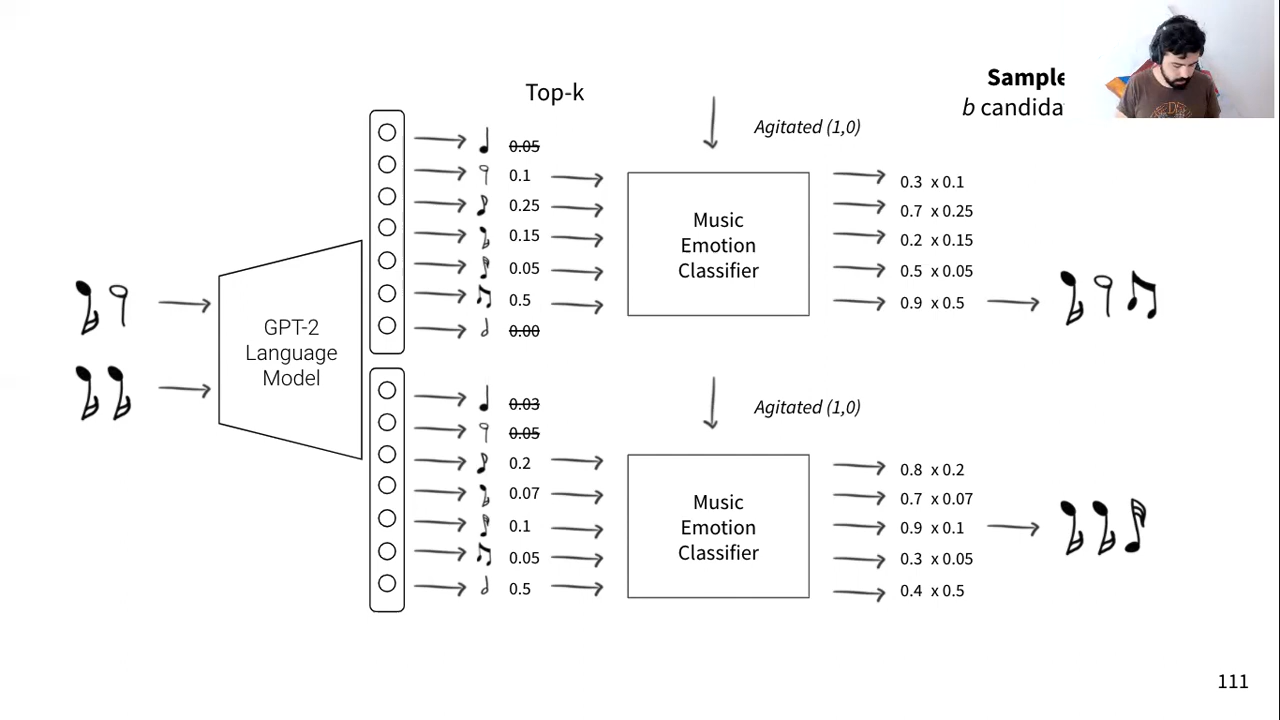 Top-k
Sample
b candida
Agitated (1,0)
0.05
0.1
0.25
0.15
0.05
0.5
0.00
Music
Emotion
Classifier
0.3 x 0.1
0.7 x 0.25
0.2 x 0.15
0.5 x 0.05
0.9 x 0.5
GPT-2
Language
Model
Agitated (1,0)
0.03
0.05
0.2
0.07
0.1
0.05
0.5
Music
Emotion
Classifier
0.8 x 0.2
0.7 x 0.07
0.9 x 0.1
0.3 x 0.05
0.4 x 0.5
111